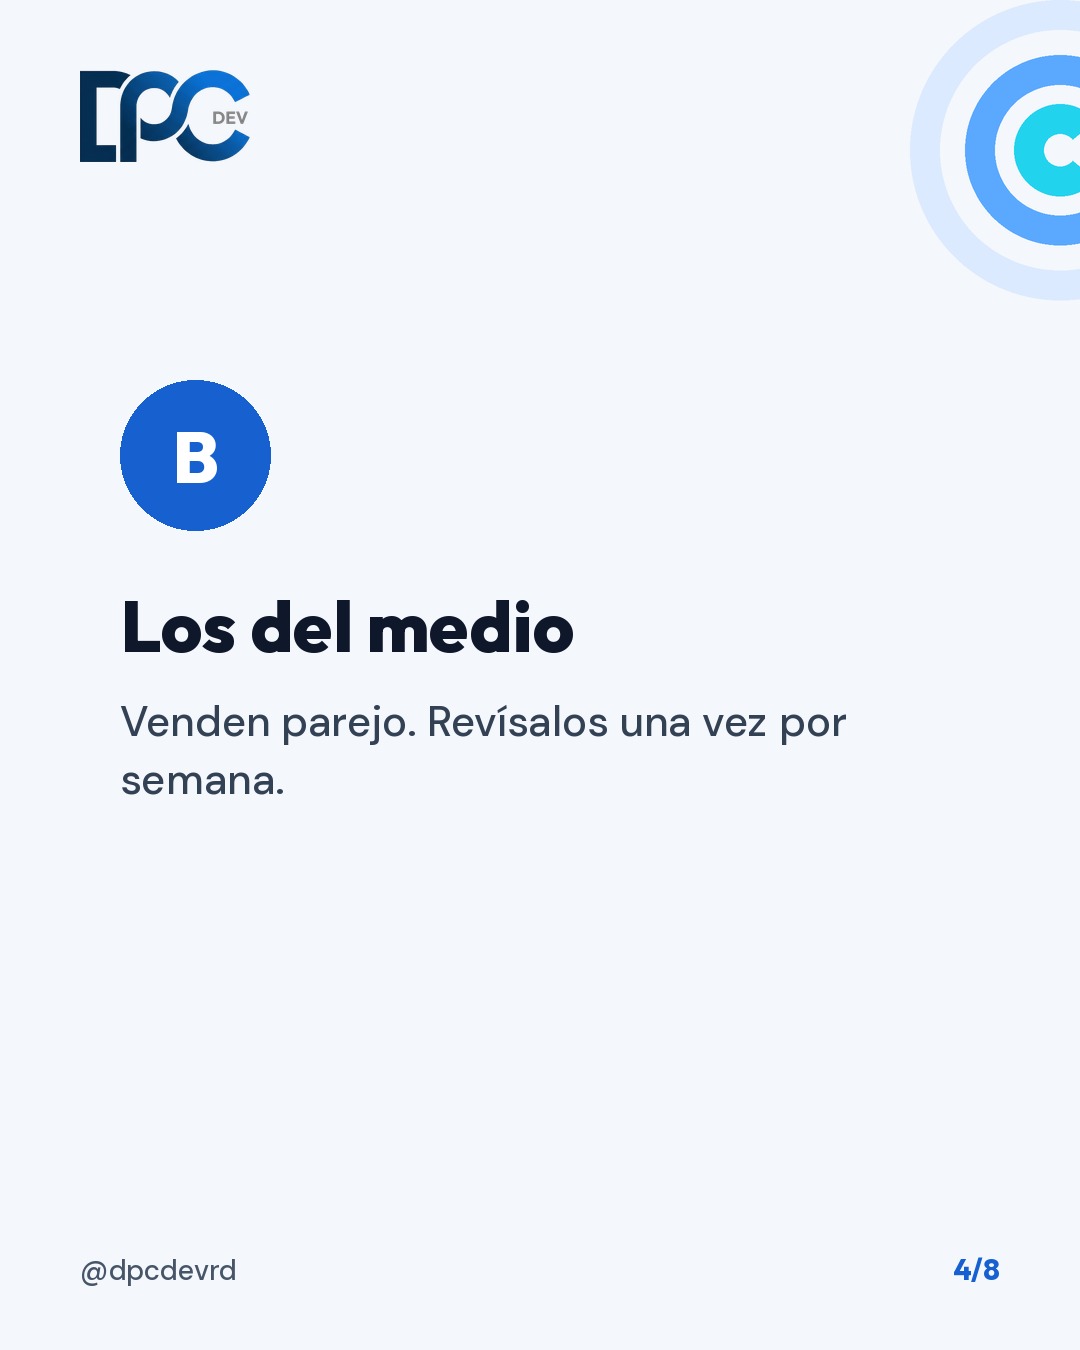 DPC
DEV
B
Los del medio
Venden parejo. Revísalos una vez por
semana.
@dpcdevrd
4/8